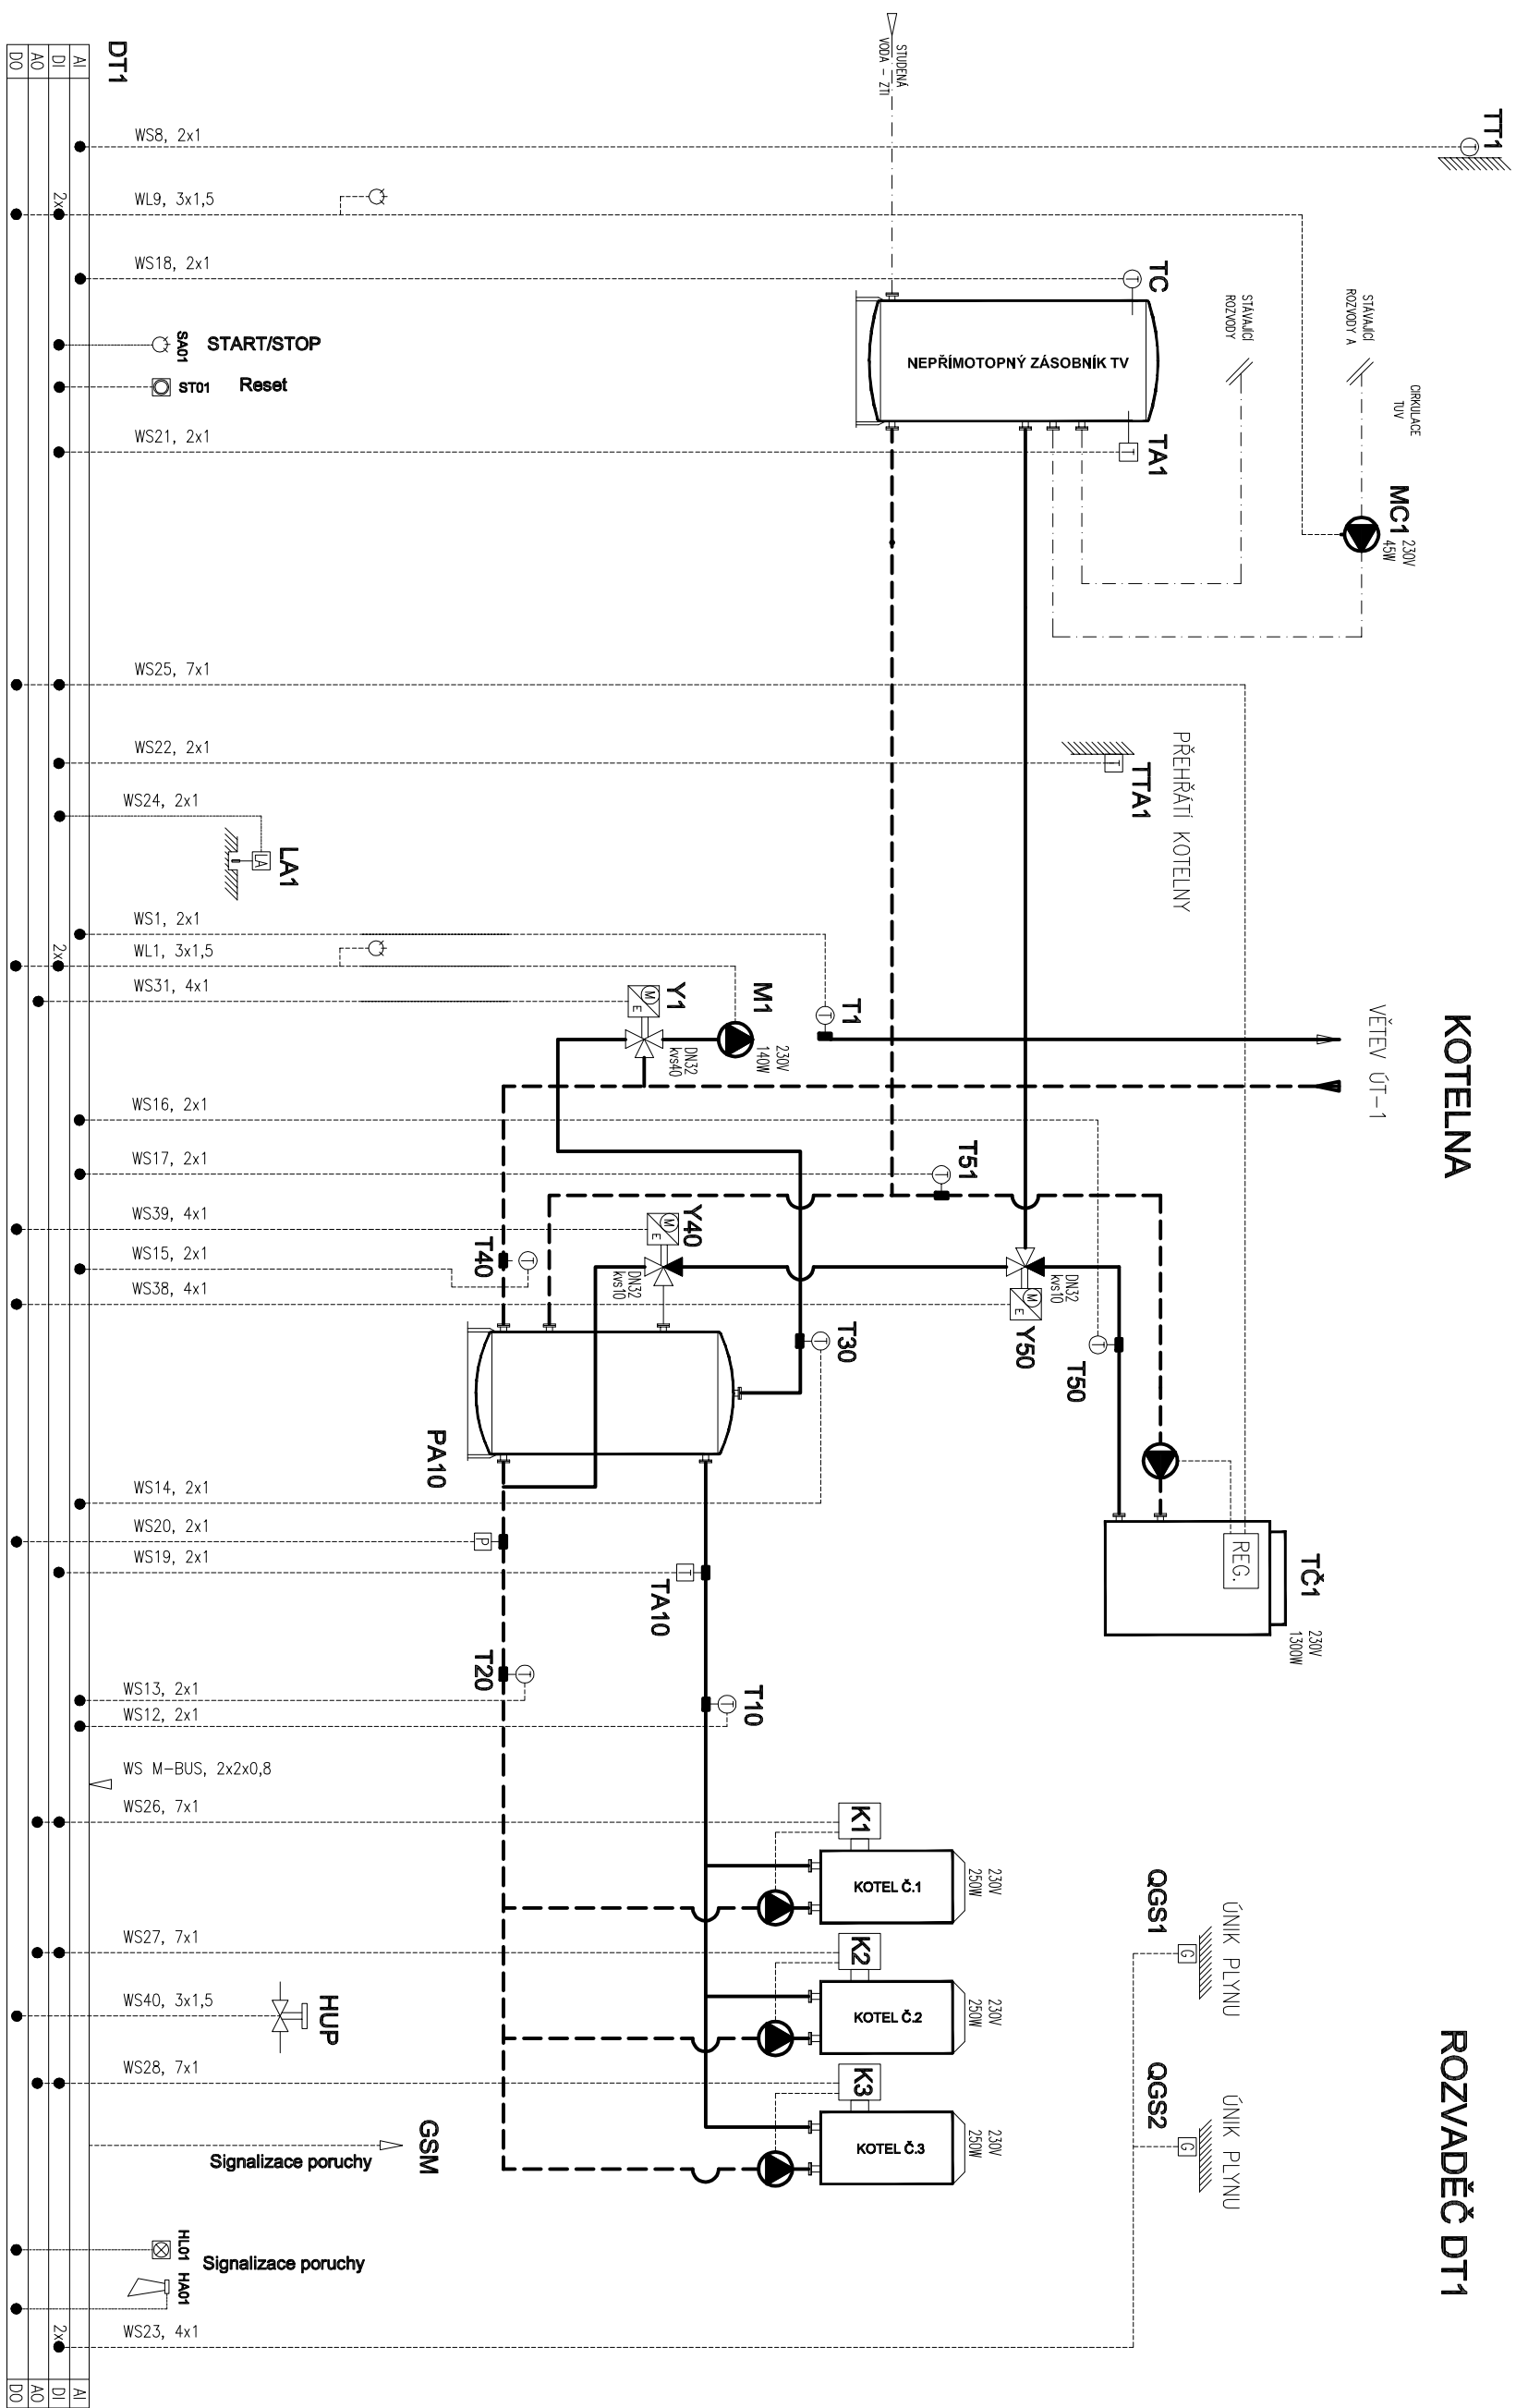 KOTELNA
ROZVADĚČ DT1
TT1
STUDENÁ
VODA - ZTI
TC
NEPŘÍMOTOPNÝ ZÁSOBNÍK TV
TA1
STÁVAJÍCÍ
ROZVODY
STÁVAJÍCÍ
ROZVODY A
CIRKULACE
TUV
MC1
230V
45W
PŘEHŘÁTÍ KOTELNY
TTA1
LA1
LA
VĚTEV ÚT-1
T1
M1
230V
140W
Y1
M
E
DN32
kvs40
T51
Y40
M
E
DN32
kvs10
T40
T30
Y50
M
E
DN32
kvs10
T50
PA10
P
TA10
T20
T10
TČ1
REG.
230V
1300W
K1
KOTEL Č.1
230V
250W
K2
KOTEL Č.2
230V
250W
K3
KOTEL Č.3
230V
250W
QGS1
ÚNIK PLYNU
G
QGS2
ÚNIK PLYNU
G
HUP
GSM
Signalizace poruchy
HL01
HA01
Signalizace poruchy
SA01
START/STOP
ST01
Reset
DT1
WS8, 2x1
WL9, 3x1,5
WS18, 2x1
WS21, 2x1
WS25, 7x1
WS22, 2x1
WS24, 2x1
WS1, 2x1
WL1, 3x1,5
WS31, 4x1
WS16, 2x1
WS17, 2x1
WS39, 4x1
WS15, 2x1
WS38, 4x1
WS14, 2x1
WS20, 2x1
WS19, 2x1
WS13, 2x1
WS12, 2x1
WS M-BUS, 2x2x0,8
WS26, 7x1
WS27, 7x1
WS40, 3x1,5
WS28, 7x1
WS23, 4x1
2x
2x
2x
AI
DI
AO
DO
AI
DI
AO
DO
T
T
T
T
T
T
T
T
T
T
T
T